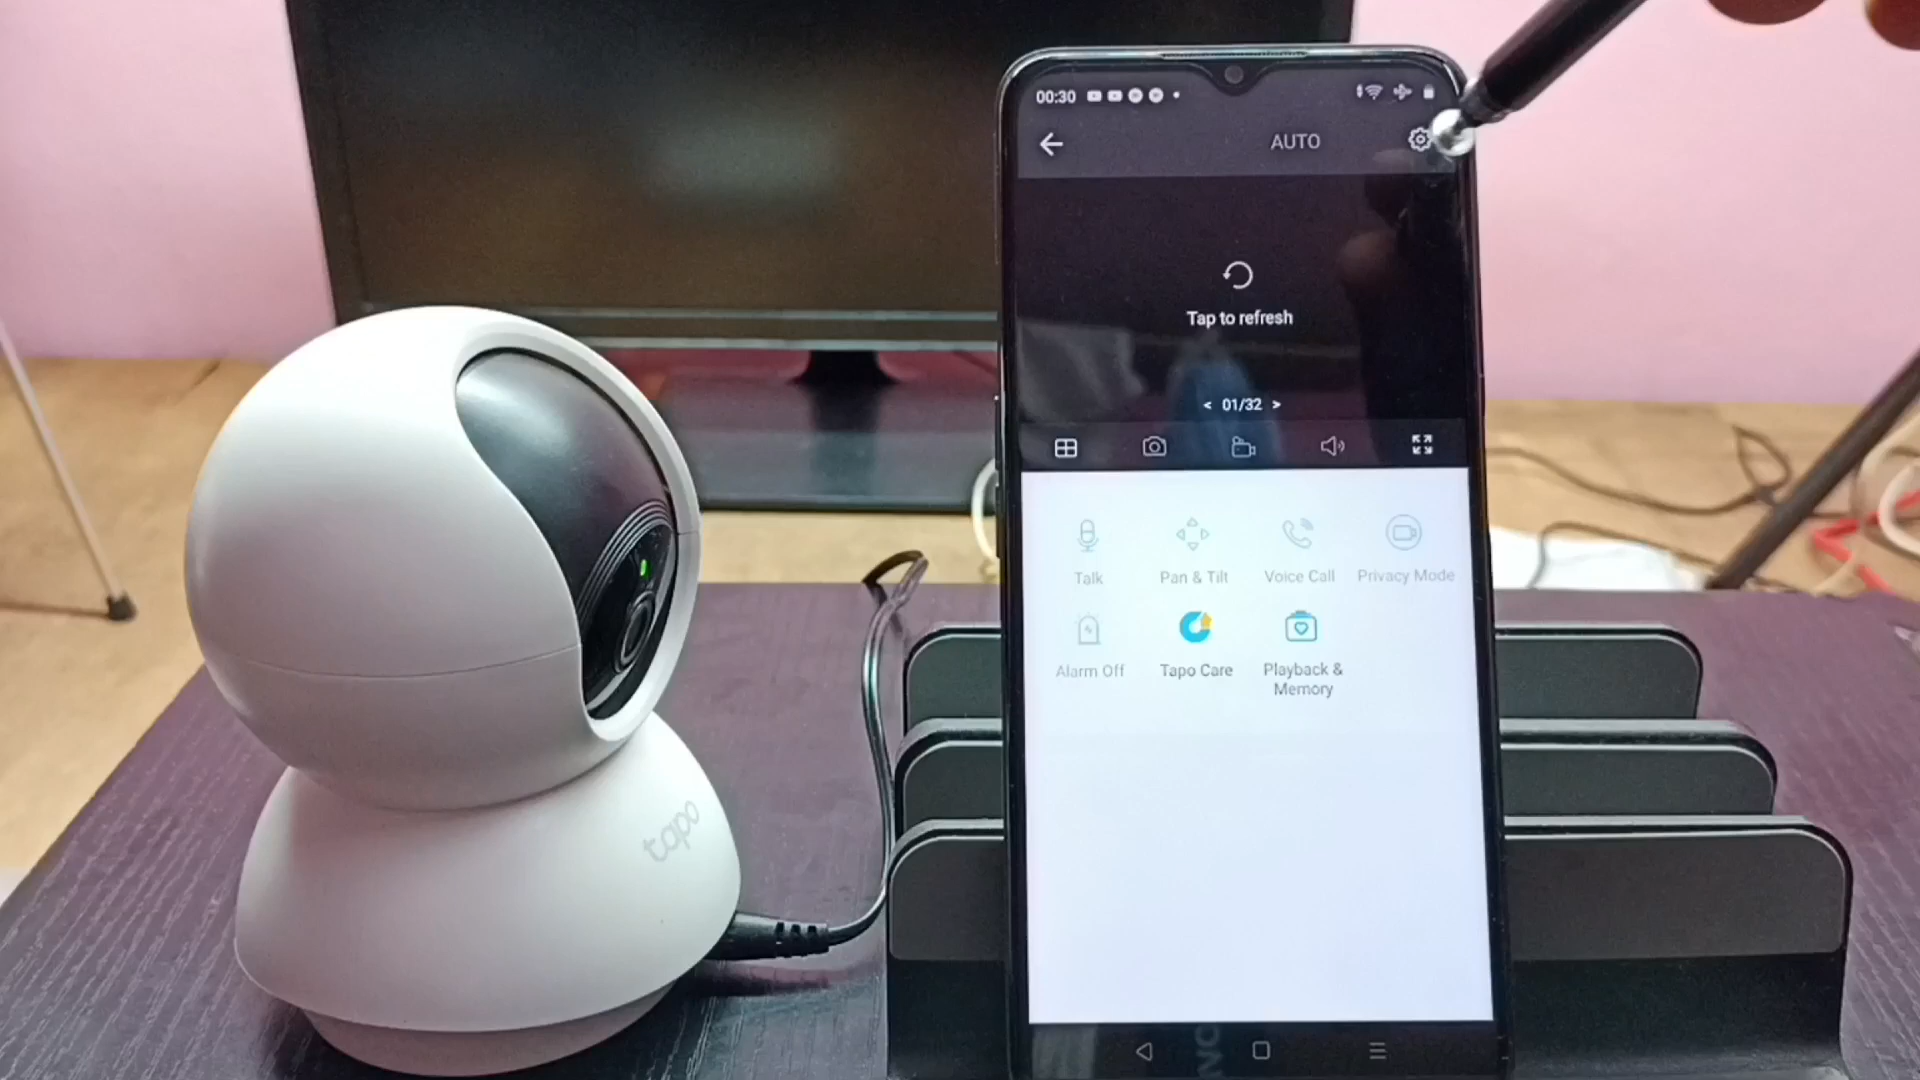 00:30
AUTO
Tap to refresh
< 01/32 >
Talk
Pan & Tilt
Voice Call
Privacy Mode
Alarm Off
Tapo Care
Playback &
Memory
tapo